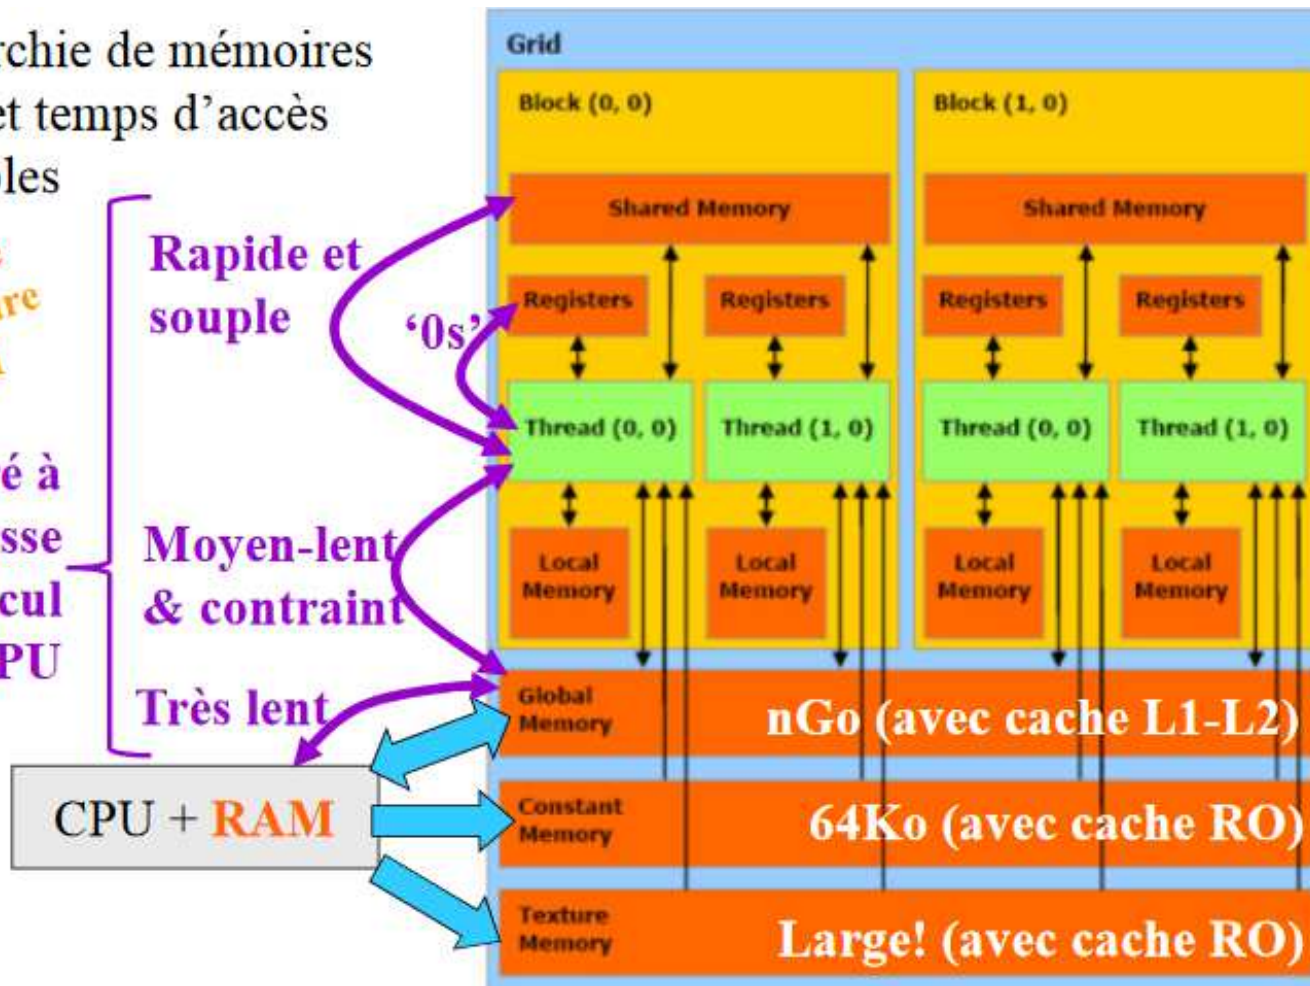 rchie de mémoires
et temps d'accès
bles
Rapide et
souple
'0s'
ré à
sse
Moyen-lent
& contraint
cul
PU
Très lent
CPU + RAM
Grid
Block (0, 0)
Block (1, 0)
Shared Memory
Shared Memory
Registers
Registers
Registers
Registers
Thread (0, 0)
Thread (1, 0)
Thread (0, 0)
Thread (1, 0)
Local
Memory
Local
Memory
Local
Memory
Local
Memory
Global
Memory
nGo (avec cache L1-L2)
Constant
Memory
64Ko (avec cache RO)
Texture
Memory
Large! (avec cache RO)